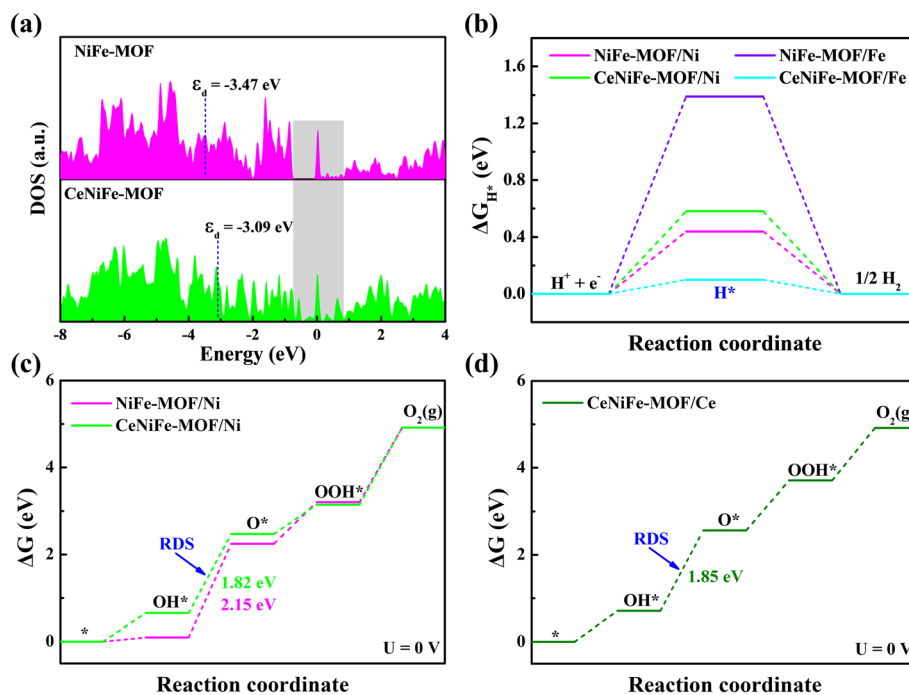 (a)
NiFe-MOF
εd = -3.47 eV
CeNiFe-MOF
εd = -3.09 eV
DOS (a.u.)
-8 -6 -4 -2 0 2 4
Energy (eV)
(b)
NiFe-MOF/Ni NiFe-MOF/Fe
CeNiFe-MOF/Ni CeNiFe-MOF/Fe
1.6
1.2
0.8
0.4
0.0
ΔG_H* (eV)
H⁺ + e⁻
H*
1/2 H₂
Reaction coordinate
(c)
NiFe-MOF/Ni
CeNiFe-MOF/Ni
6
4
2
0
ΔG (eV)
O₂(g)
OOH*
O*
RDS
1.82 eV
2.15 eV
OH*
*
U = 0 V
Reaction coordinate
(d)
CeNiFe-MOF/Ce
6
4
2
0
ΔG (eV)
O₂(g)
OOH*
O*
RDS
1.85 eV
OH*
*
U = 0 V
Reaction coordinate